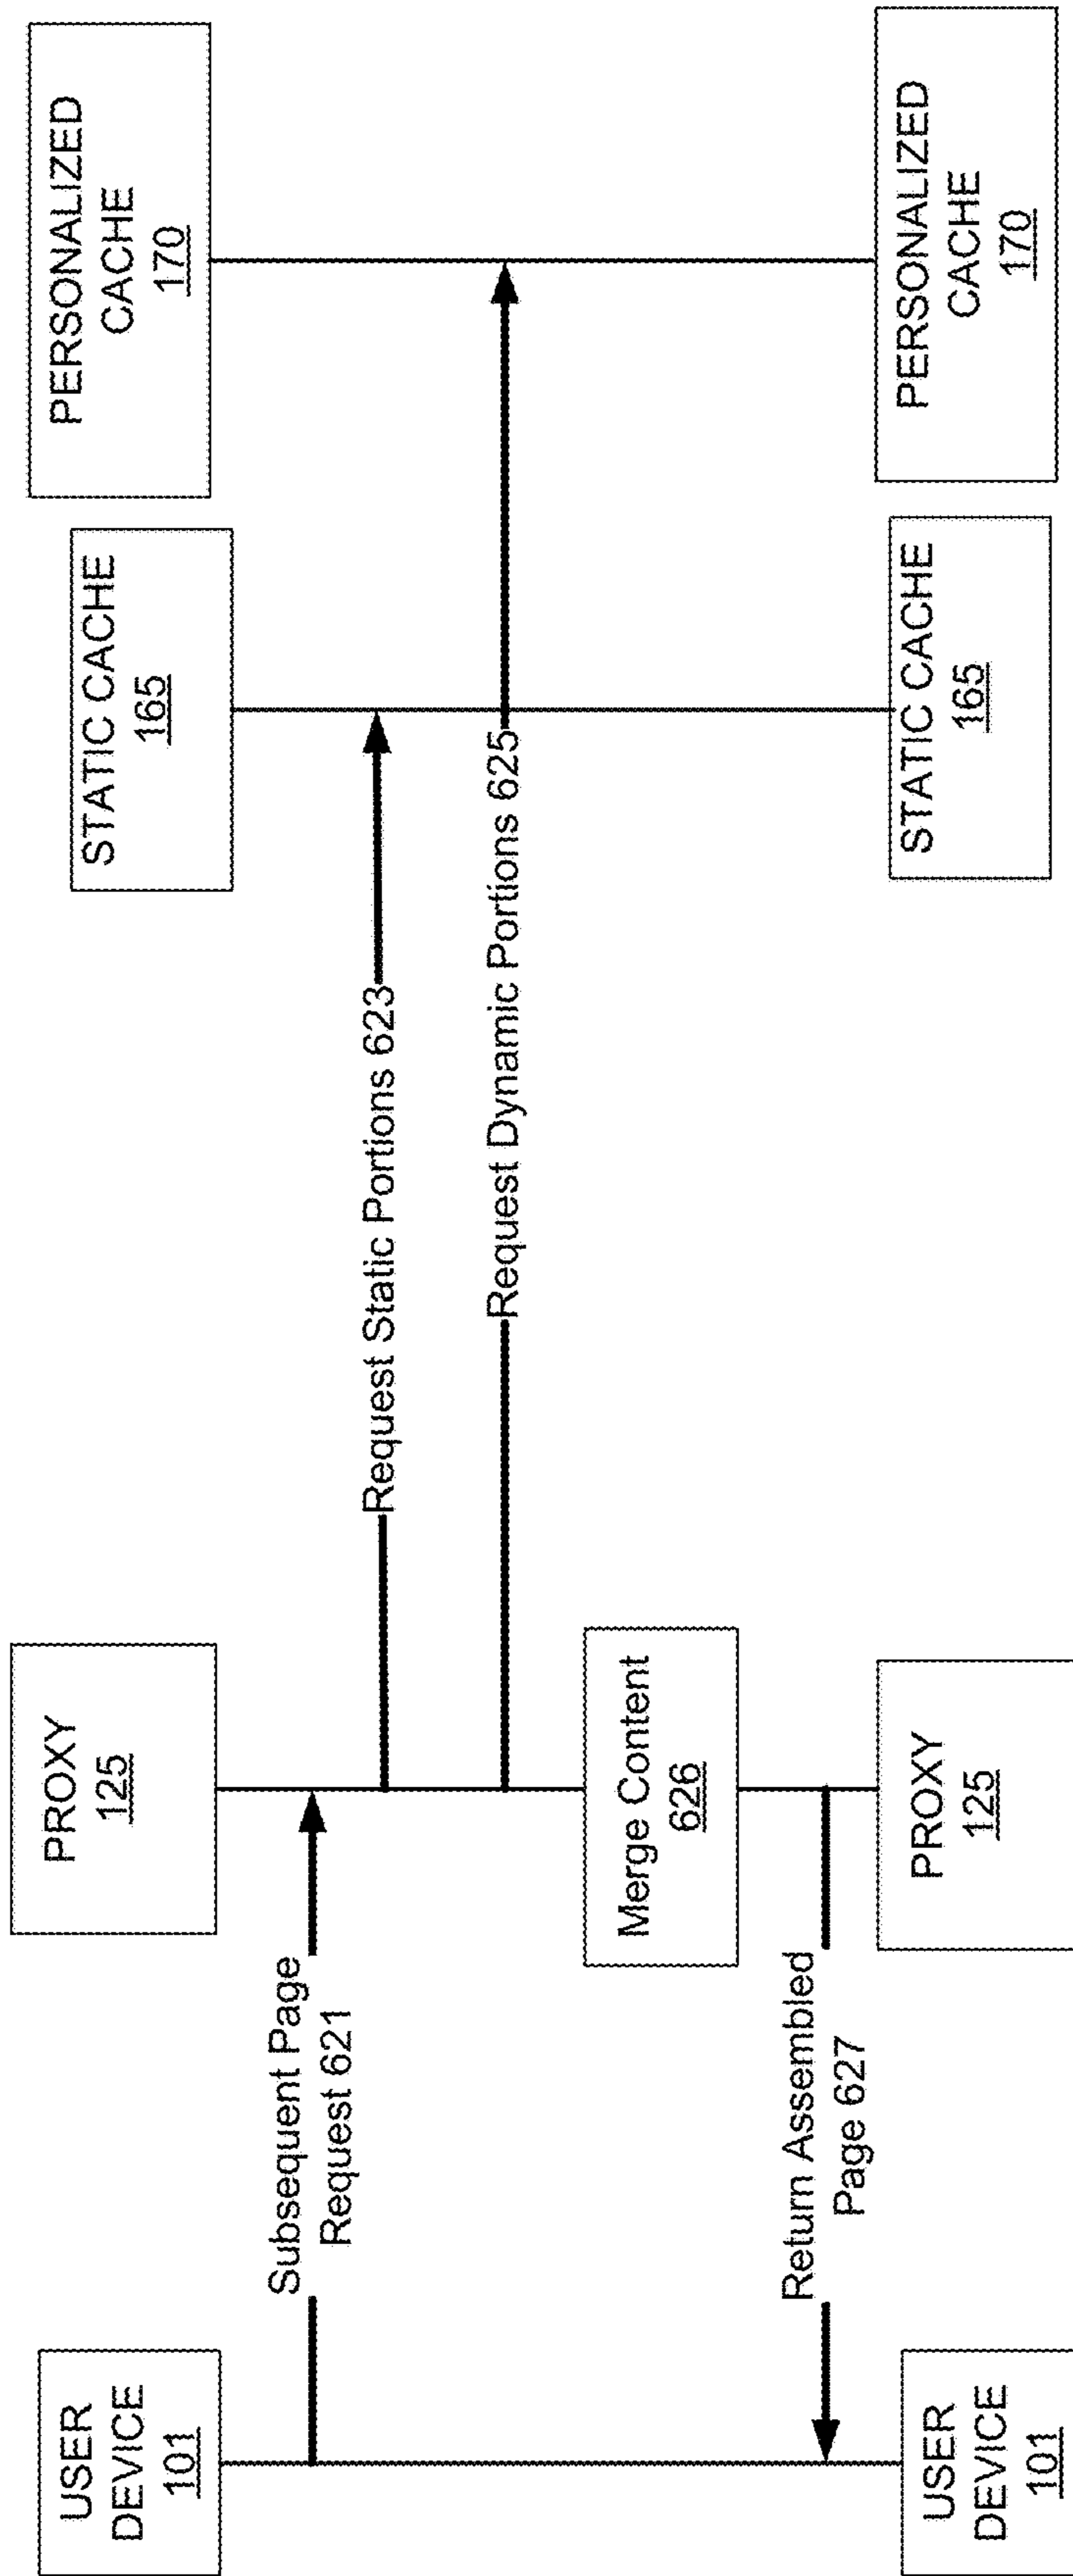 USER
DEVICE
101
PROXY
125
STATIC CACHE
165
PERSONALIZED
CACHE
170
Subsequent Page
Request 621
Request Static Portions 623
Request Dynamic Portions 625
Merge Content
626
Return Assembled
Page 627
USER
DEVICE
101
PROXY
125
STATIC CACHE
165
PERSONALIZED
CACHE
170